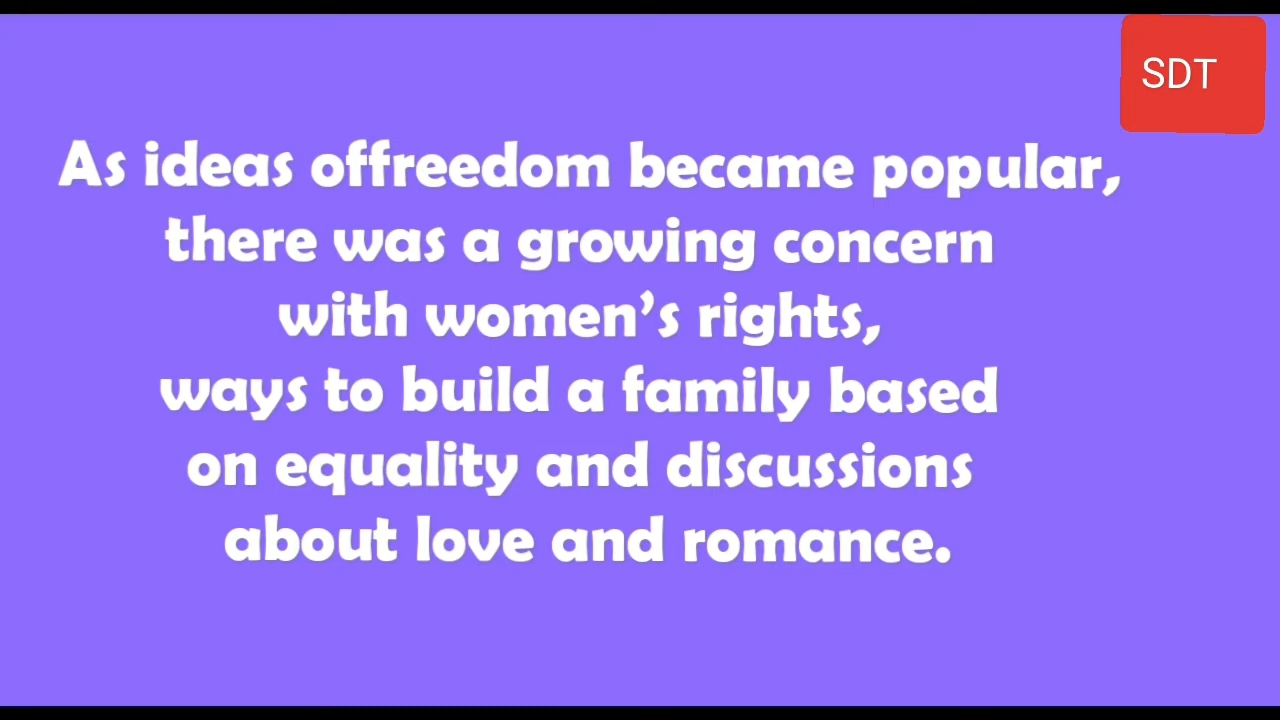 SDT
As ideas offreedom became popular,
there was a growing concern
with women’s rights,
ways to build a family based
on equality and discussions
about love and romance.